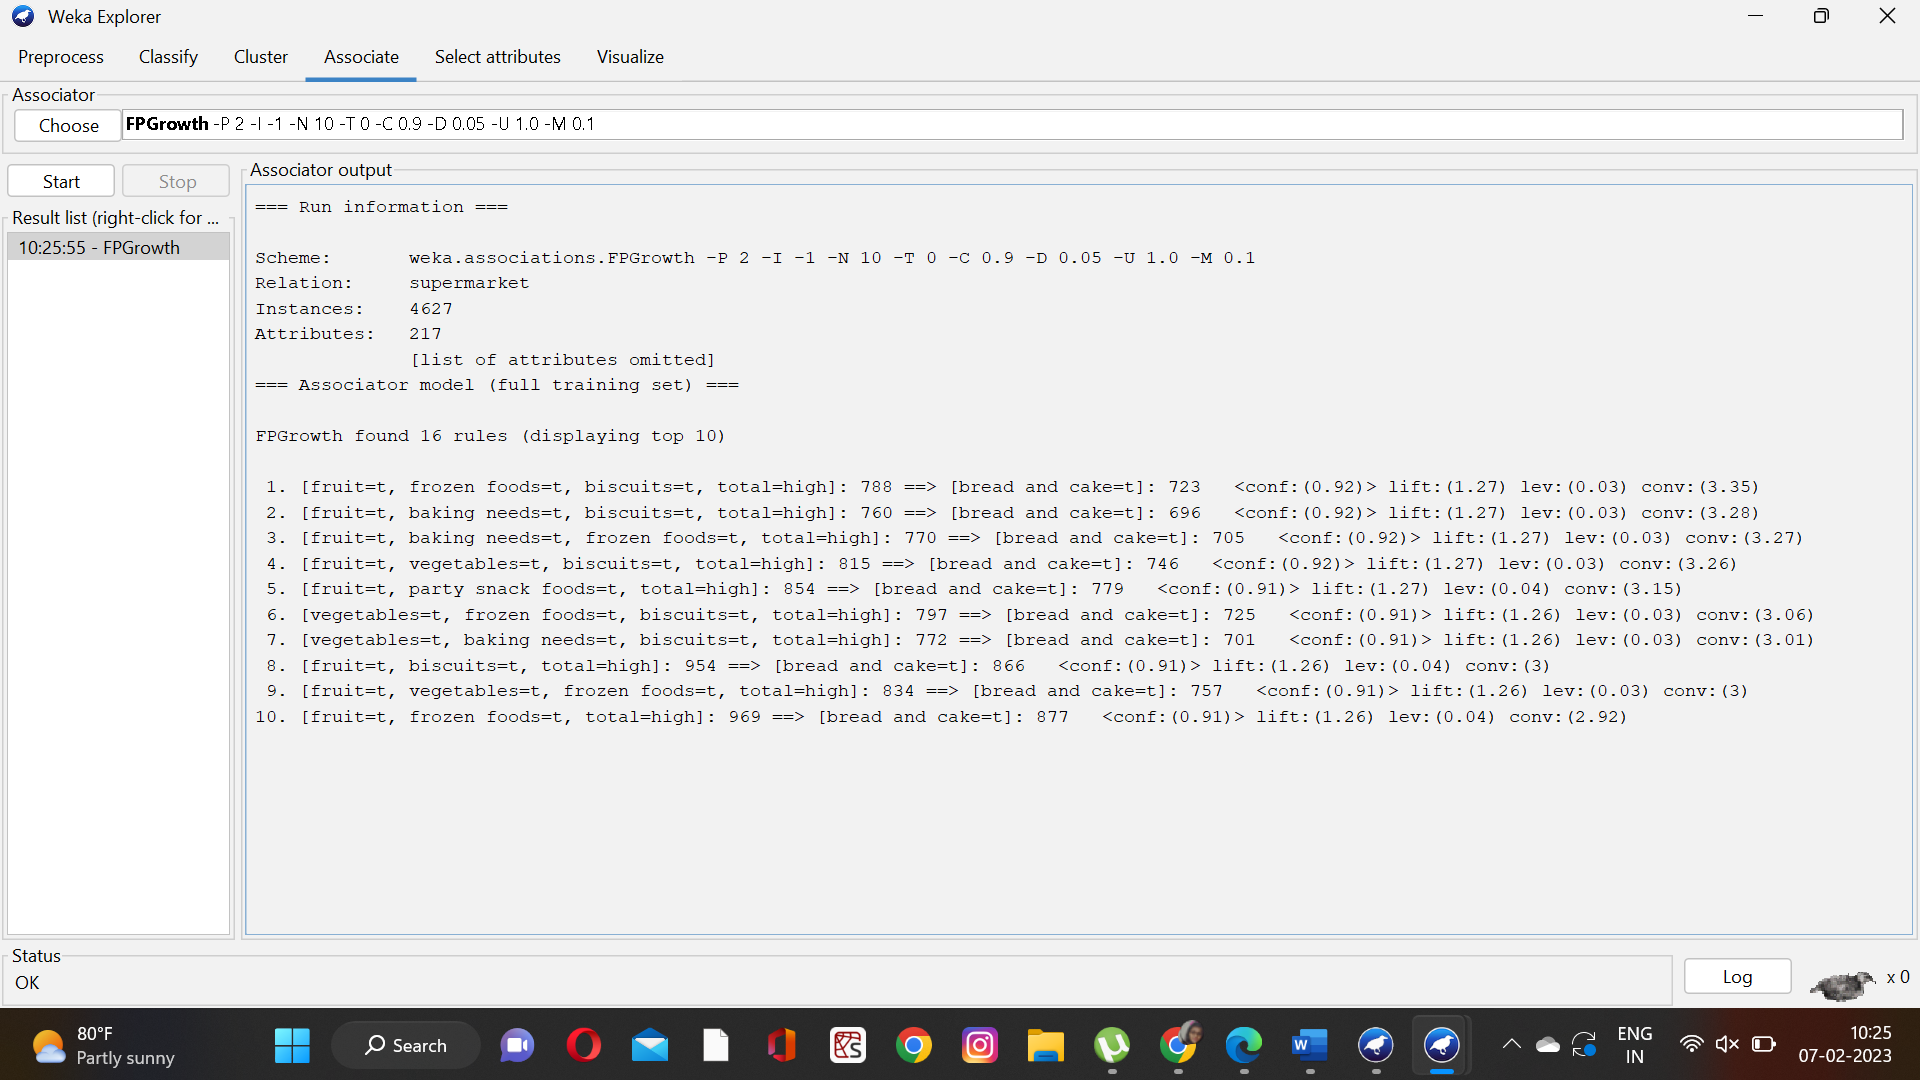 Weka Explorer
Preprocess Classify Cluster Associate Select attributes Visualize
Associator
Choose FPGrowth -P 2 -I -1 -N 10 -T 0 -C 0.9 -D 0.05 -U 1.0 -M 0.1
Start Stop
Result list (right-click for ...
10:25:55 - FPGrowth
Associator output
=== Run information ===
Scheme: weka.associations.FPGrowth -P 2 -I -1 -N 10 -T 0 -C 0.9 -D 0.05 -U 1.0 -M 0.1
Relation: supermarket
Instances: 4627
Attributes: 217
[list of attributes omitted]
=== Associator model (full training set) ===
FPGrowth found 16 rules (displaying top 10)
1. [fruit=t, frozen foods=t, biscuits=t, total=high]: 788 ==> [bread and cake=t]: 723 <conf:(0.92)> lift:(1.27) lev:(0.03) conv:(3.35)
2. [fruit=t, baking needs=t, biscuits=t, total=high]: 760 ==> [bread and cake=t]: 696 <conf:(0.92)> lift:(1.27) lev:(0.03) conv:(3.28)
3. [fruit=t, baking needs=t, frozen foods=t, total=high]: 770 ==> [bread and cake=t]: 705 <conf:(0.92)> lift:(1.27) lev:(0.03) conv:(3.27)
4. [fruit=t, vegetables=t, biscuits=t, total=high]: 815 ==> [bread and cake=t]: 746 <conf:(0.92)> lift:(1.27) lev:(0.03) conv:(3.26)
5. [fruit=t, party snack foods=t, total=high]: 854 ==> [bread and cake=t]: 779 <conf:(0.91)> lift:(1.27) lev:(0.04) conv:(3.15)
6. [vegetables=t, frozen foods=t, biscuits=t, total=high]: 797 ==> [bread and cake=t]: 725 <conf:(0.91)> lift:(1.26) lev:(0.03) conv:(3.06)
7. [vegetables=t, baking needs=t, biscuits=t, total=high]: 772 ==> [bread and cake=t]: 701 <conf:(0.91)> lift:(1.26) lev:(0.03) conv:(3.01)
8. [fruit=t, biscuits=t, total=high]: 954 ==> [bread and cake=t]: 866 <conf:(0.91)> lift:(1.26) lev:(0.04) conv:(3)
9. [fruit=t, vegetables=t, frozen foods=t, total=high]: 834 ==> [bread and cake=t]: 757 <conf:(0.91)> lift:(1.26) lev:(0.03) conv:(3)
10. [fruit=t, frozen foods=t, total=high]: 969 ==> [bread and cake=t]: 877 <conf:(0.91)> lift:(1.26) lev:(0.04) conv:(2.92)
Status
OK
Log
x 0
80°F
Partly sunny
Search
ENG
IN
10:25
07-02-2023